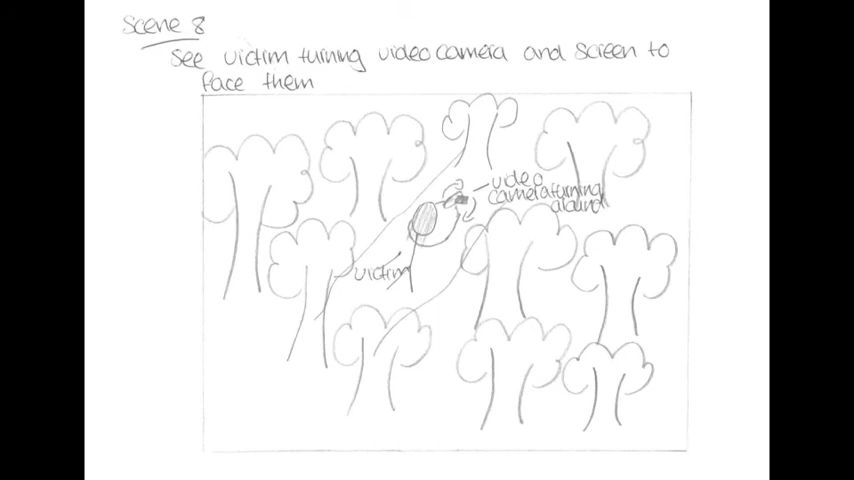 Scene 8
See victim turning video camera and screen to
face them
video
camera turning
around
victim